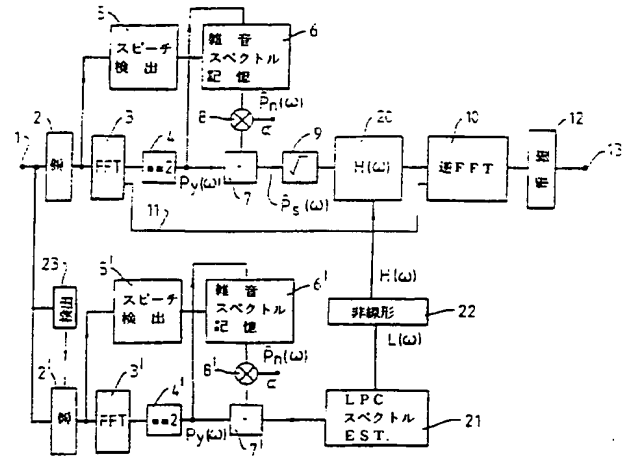 5
スピーチ
検 出
雑 音
スペクトル
記 憶
6
P̂n(ω)
8
α
1
2
窓
3
FFT
4
**2
Py(ω)
-
7
P̂s(ω)
9
√
20
H(ω)
10
逆FFT
12
13
11
23
検出
5'
スピーチ
検 出
雑 音
スペクトル
記 憶
6'
P̂n(ω)
8'
α
H(ω)
非線形
22
L(ω)
2'
窓
3'
FFT
4'
**2
Py(ω)
-
7'
LPC
スペクトル
EST.
21